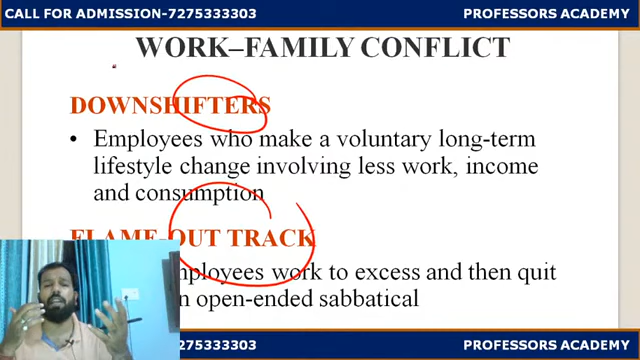 CALL FOR ADMISSION-7275333303 PROFESSORS ACADEMY
WORK–FAMILY CONFLICT
DOWNSHIFTERS
• Employees who make a voluntary long-term
lifestyle change involving less work, income
and consumption
FLAME-OUT TRACK
employees work to excess and then quit
open-ended sabbatical
333303 PROFESSORS ACADEMY